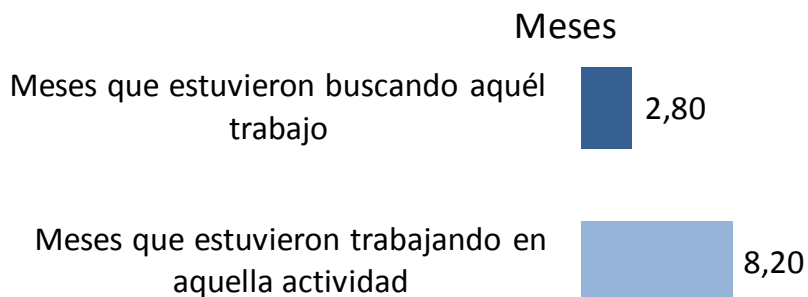 Meses
Meses que estuvieron buscando aquél
trabajo
2,80
Meses que estuvieron trabajando en
aquella actividad
8,20